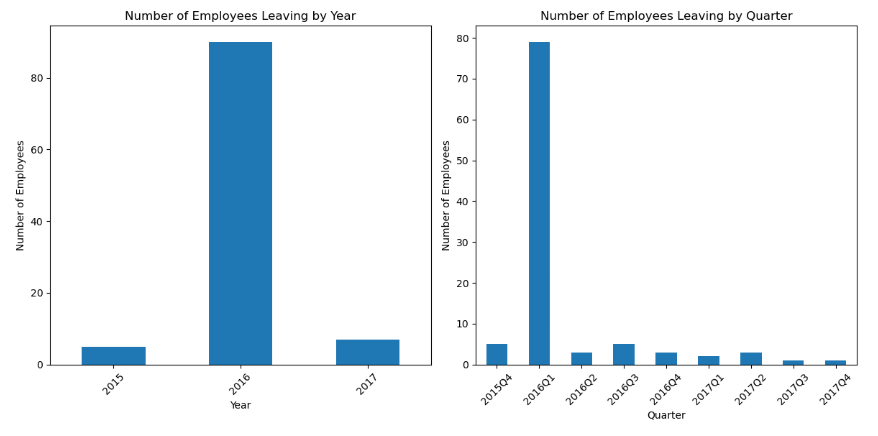 Number of Employees Leaving by Year
Number of Employees
80
60
40
20
0
2015
2016
2017
Year
Number of Employees Leaving by Quarter
Number of Employees
80
70
60
50
40
30
20
10
0
2015Q4
2016Q1
2016Q2
2016Q3
2016Q4
2017Q1
2017Q2
2017Q3
2017Q4
Quarter